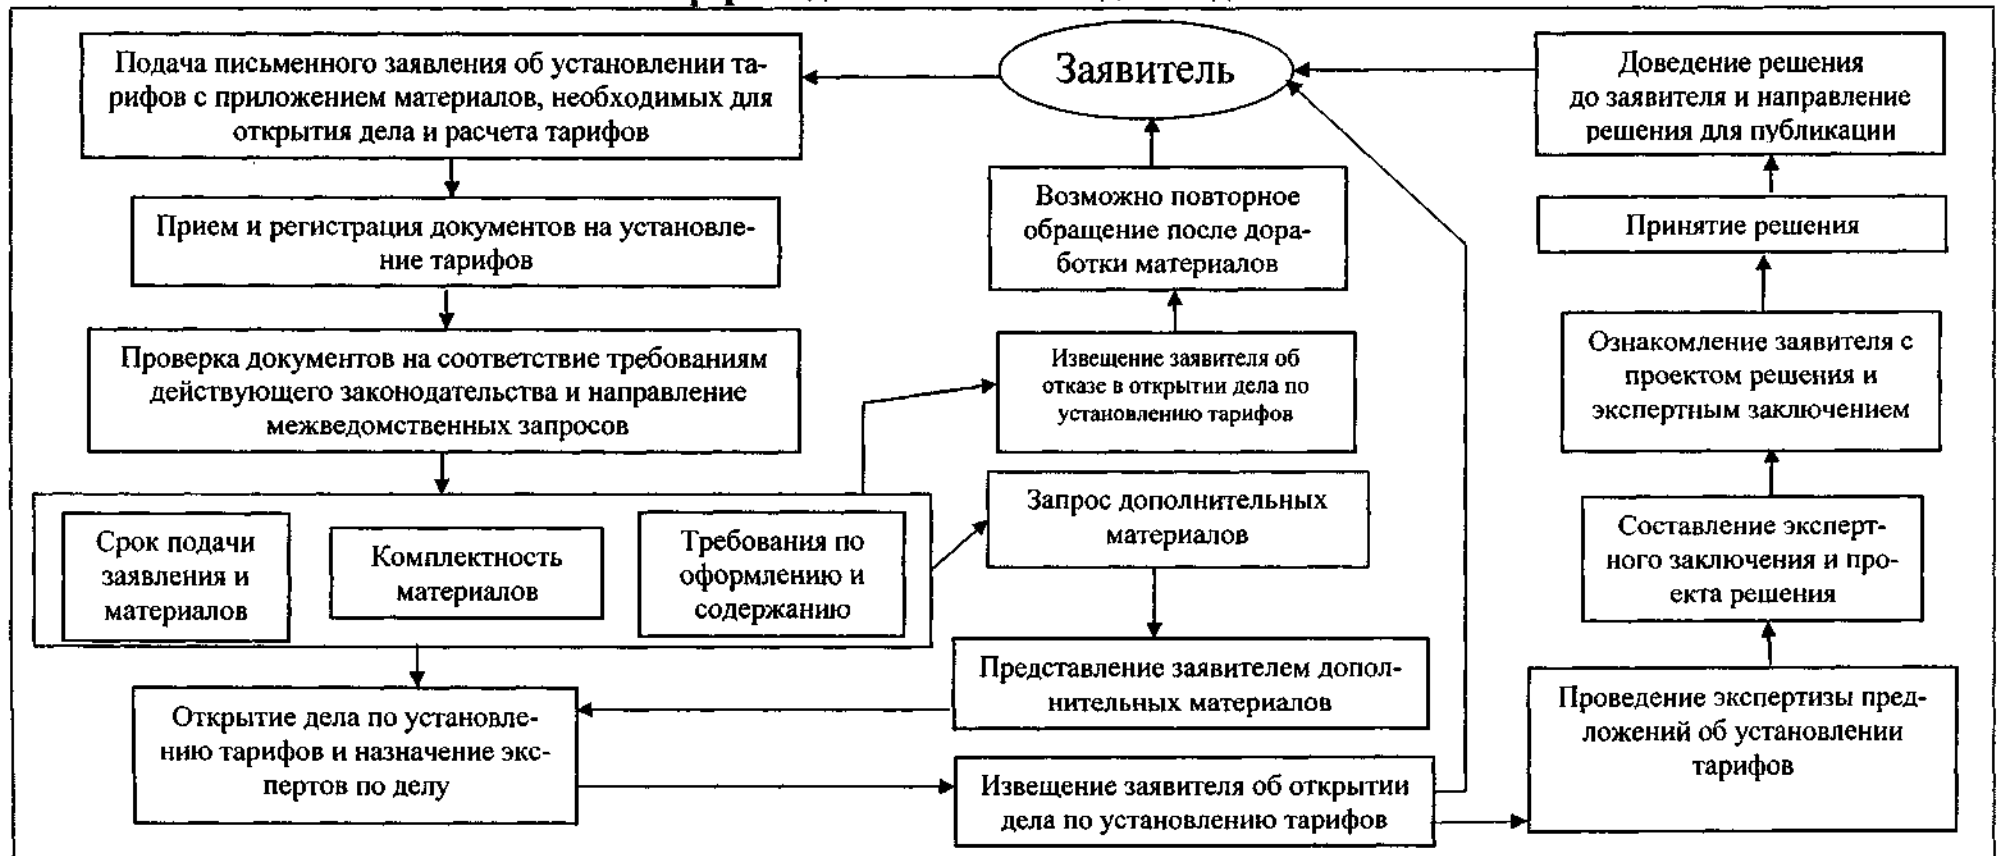 Подача письменного заявления об установлении та-
рифов с приложением материалов, необходимых для
открытия дела и расчета тарифов
Заявитель
Доведение решения
до заявителя и направление
решения для публикации
Прием и регистрация документов на установле-
ние тарифов
Возможно повторное
обращение после дора-
ботки материалов
Принятие решения
Проверка документов на соответствие требованиям
действующего законодательства и направление
межведомственных запросов
Извещение заявителя об
отказе в открытии дела по
установлению тарифов
Ознакомление заявителя с
проектом решения и
экспертным заключением
Срок подачи
заявления и
материалов
Комплектность
материалов
Требования по
оформлению и
содержанию
Запрос дополнительных
материалов
Составление эксперт-
ного заключения и про-
екта решения
Представление заявителем допол-
нительных материалов
Открытие дела по установле-
нию тарифов и назначение экс-
пертов по делу
Извещение заявителя об открытии
дела по установлению тарифов
Проведение экспертизы пред-
ложений об установлении
тарифов